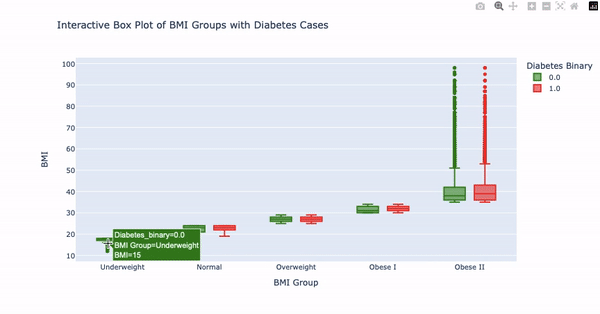 Interactive Box Plot of BMI Groups with Diabetes Cases
Diabetes Binary
0.0
1.0
BMI
100
90
80
70
60
50
40
30
20
10
Diabetes_binary=0.0
BMI Group=Underweight
BMI=15
Underweight
Normal
Overweight
Obese I
Obese II
BMI Group